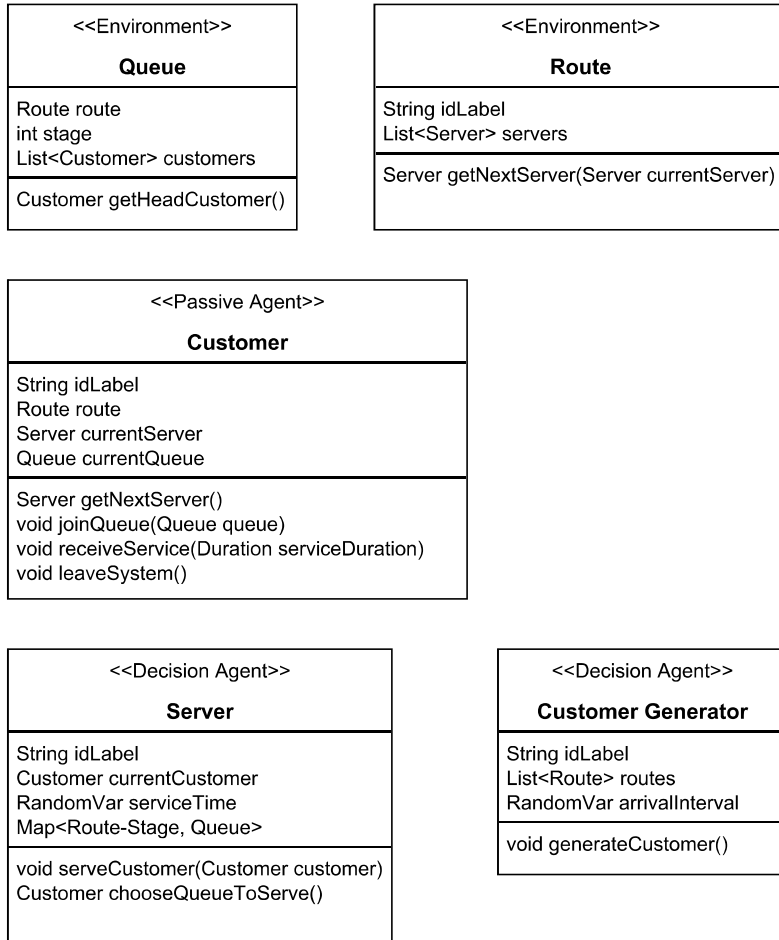 <<Environment>>
Queue
Route route
int stage
List<Customer> customers
Customer getHeadCustomer()
<<Environment>>
Route
String idLabel
List<Server> servers
Server getNextServer(Server currentServer)
<<Passive Agent>>
Customer
String idLabel
Route route
Server currentServer
Queue currentQueue
Server getNextServer()
void joinQueue(Queue queue)
void receiveService(Duration serviceDuration)
void leaveSystem()
<<Decision Agent>>
Server
String idLabel
Customer currentCustomer
RandomVar serviceTime
Map<Route-Stage, Queue>
void serveCustomer(Customer customer)
Customer chooseQueueToServe()
<<Decision Agent>>
Customer Generator
String idLabel
List<Route> routes
RandomVar arrivalInterval
void generateCustomer()